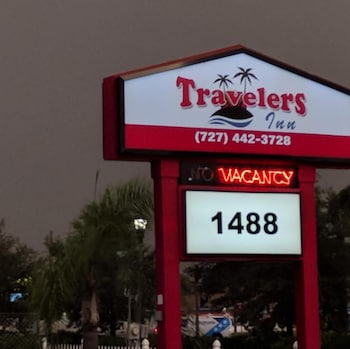 Travelers
Inn
(727) 442-3728
NO VACANCY
1488